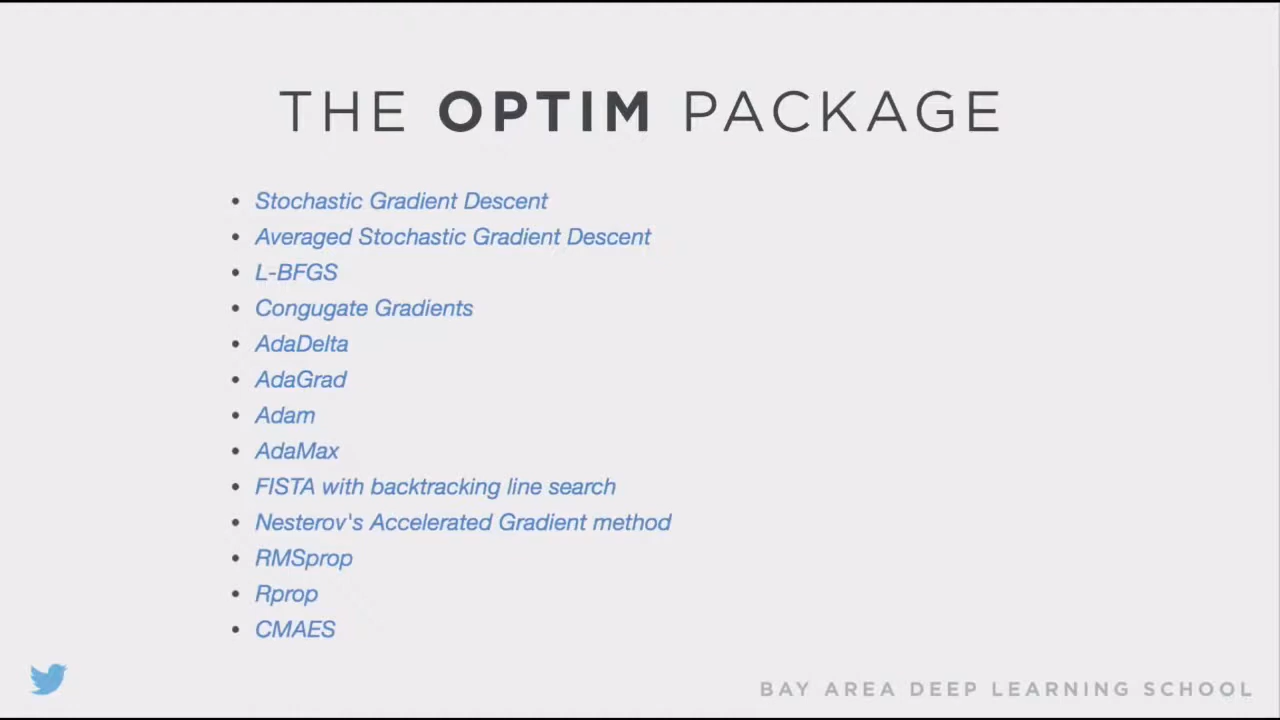 THE OPTIM PACKAGE
• Stochastic Gradient Descent
• Averaged Stochastic Gradient Descent
• L-BFGS
• Congugate Gradients
• AdaDelta
• AdaGrad
• Adam
• AdaMax
• FISTA with backtracking line search
• Nesterov's Accelerated Gradient method
• RMSprop
• Rprop
• CMAES
BAY AREA DEEP LEARNING SCHOOL